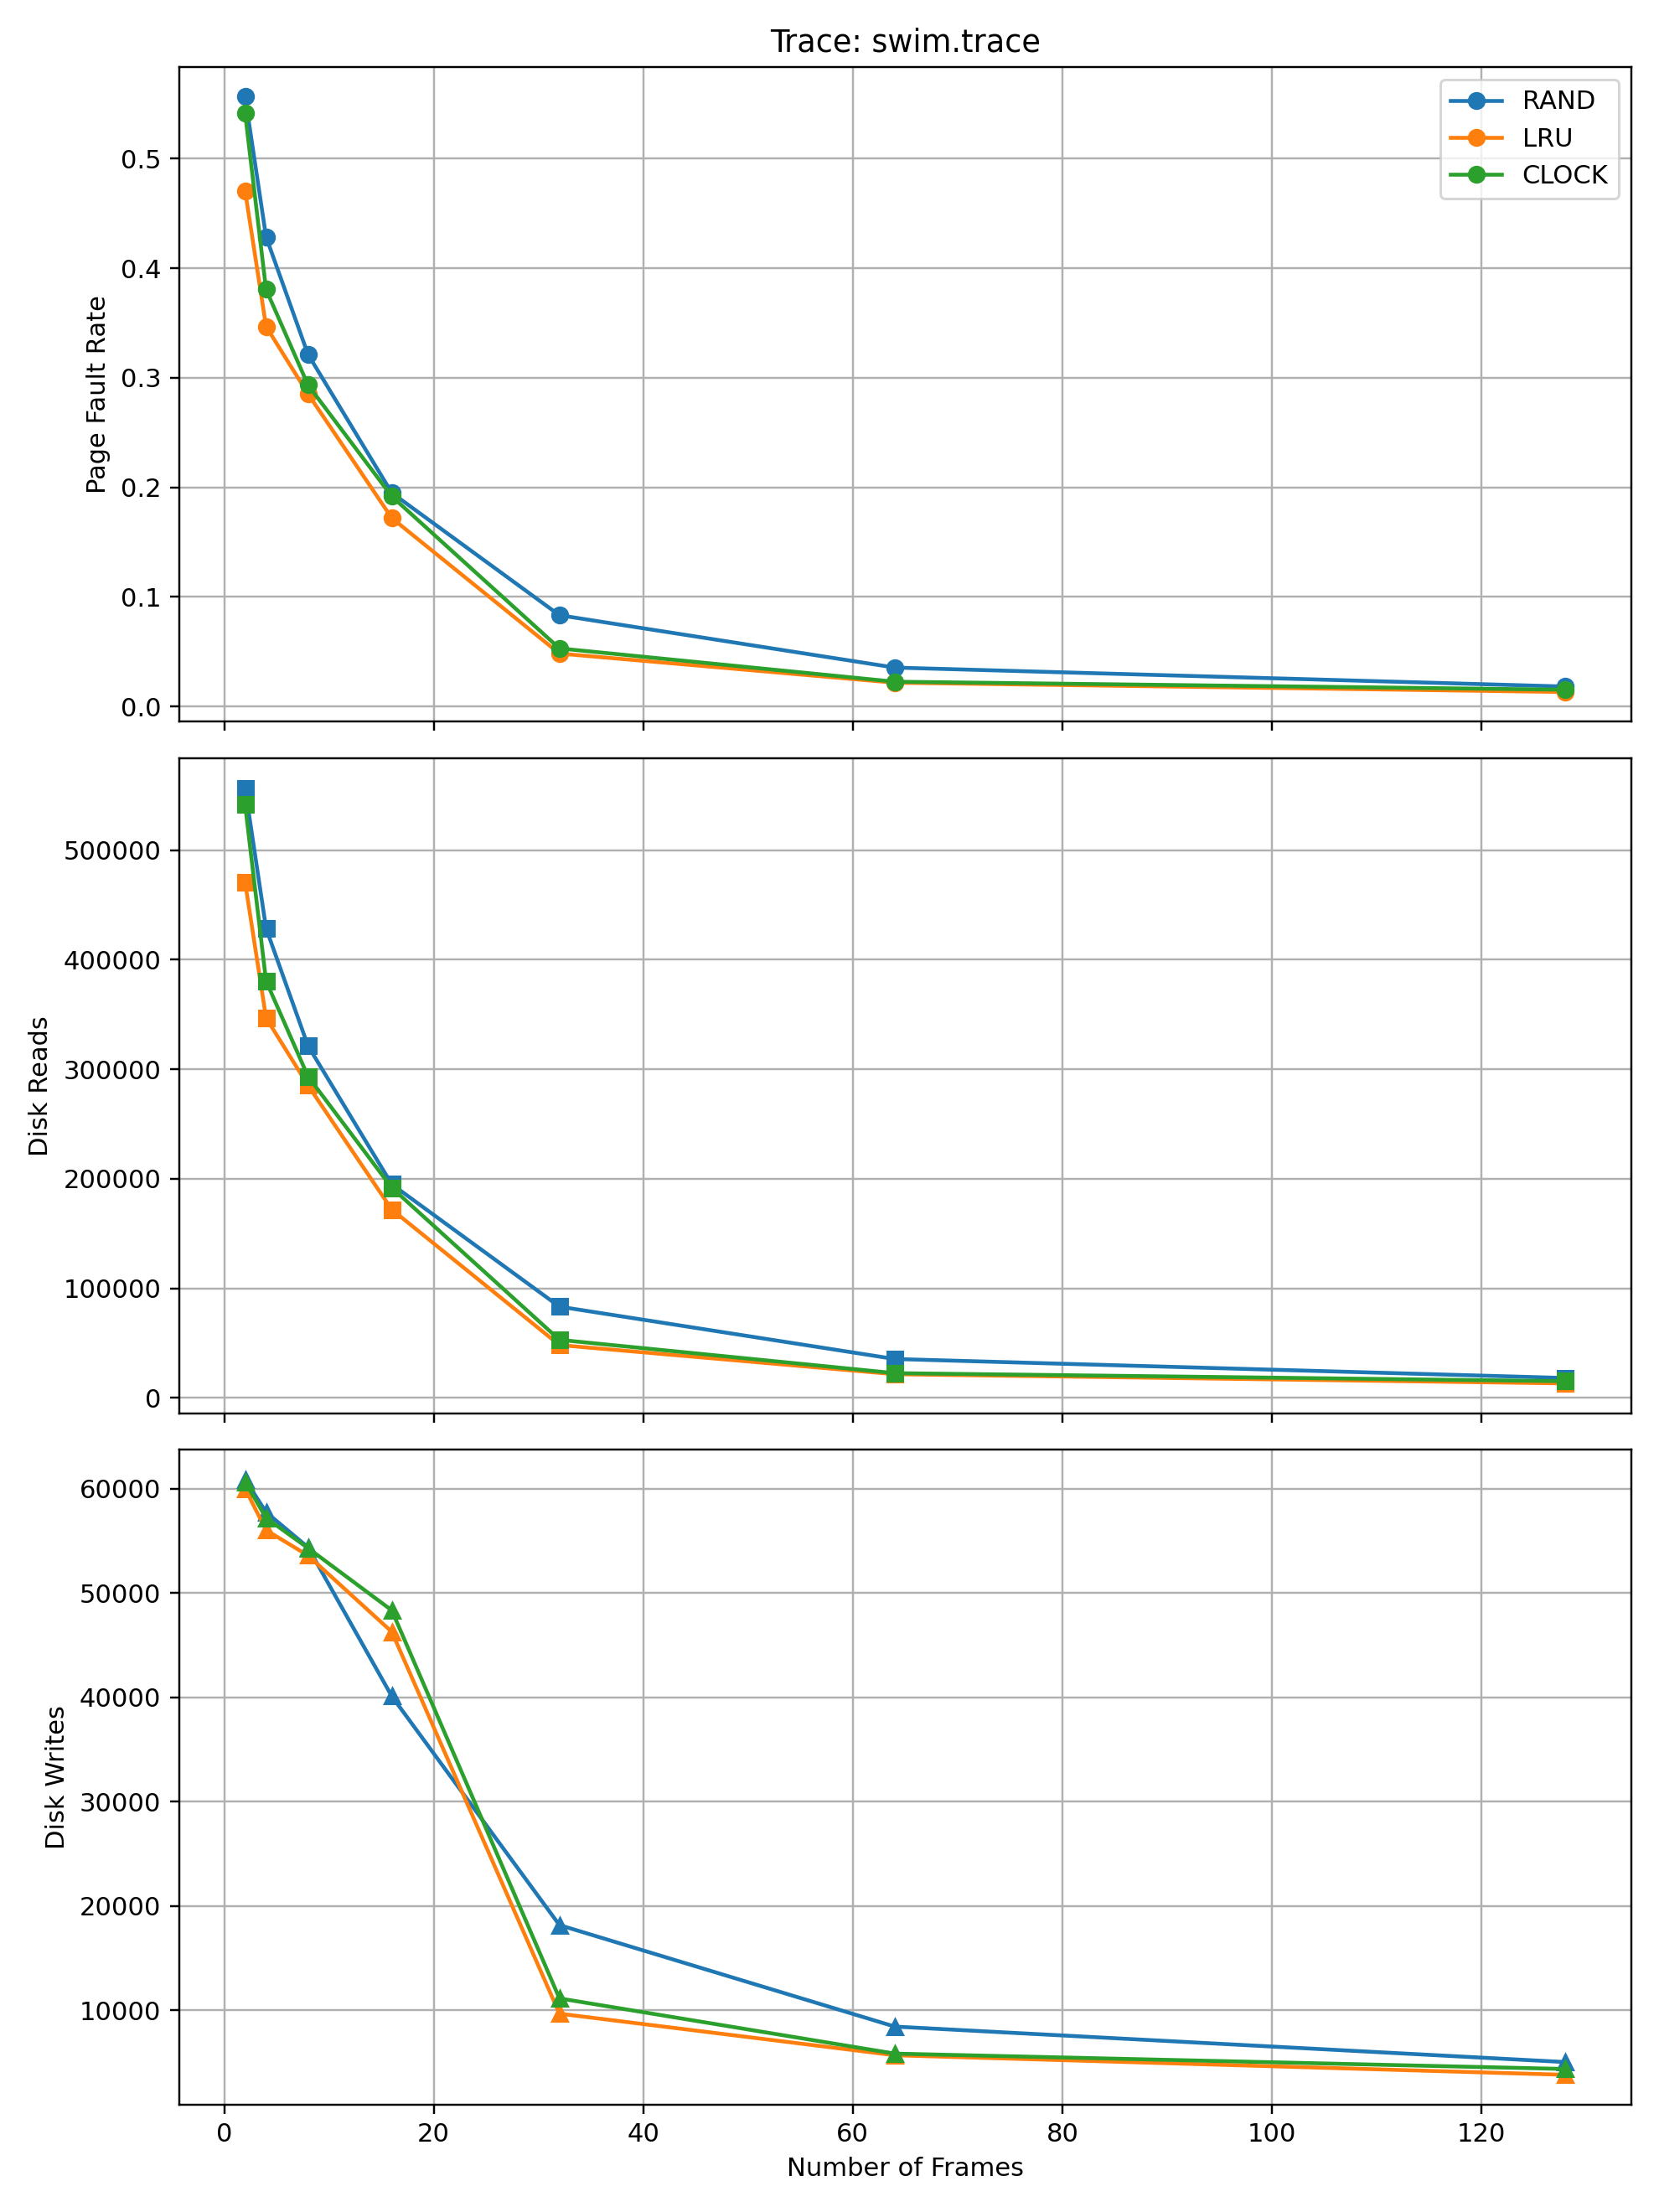 Trace: swim.trace
RAND
LRU
CLOCK
Page Fault Rate
0.5
0.4
0.3
0.2
0.1
0.0
Disk Reads
500000
400000
300000
200000
100000
0
Disk Writes
60000
50000
40000
30000
20000
10000
0 20 40 60 80 100 120
Number of Frames